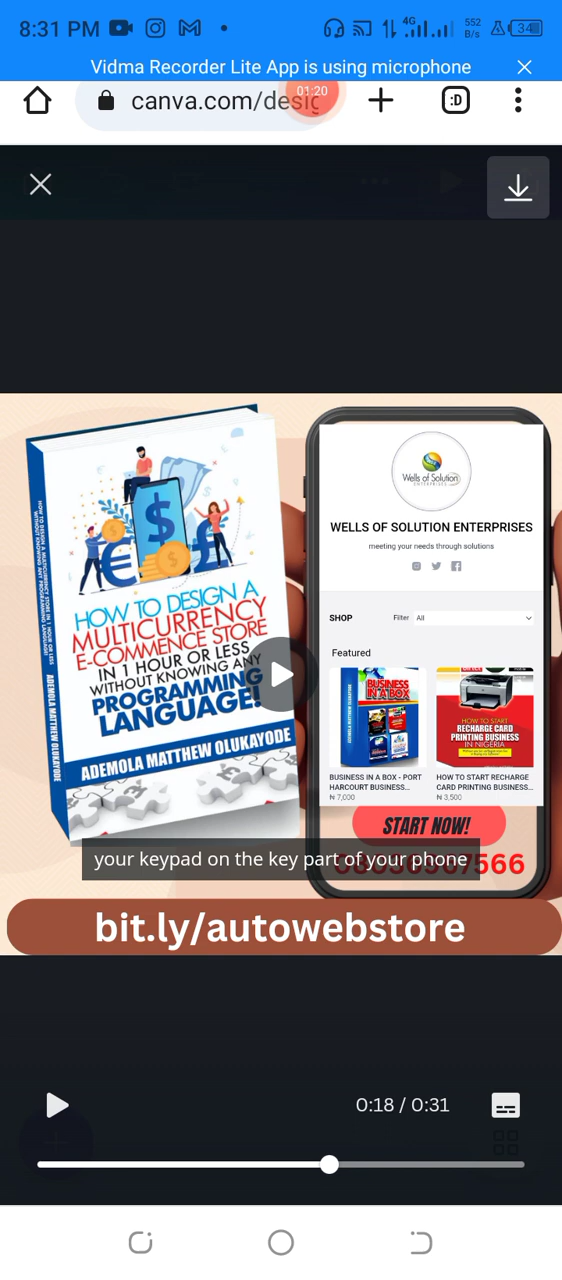 8:31 PM
4G
552
B/s
34
Vidma Recorder Lite App is using microphone
canva.com/desig
01:20
:D
HOW TO DESIGN A
MULTICURRENCY
E-COMMERCE STORE
IN 1 HOUR OR LESS
WITHOUT KNOWING ANY
PROGRAMMING
LANGUAGE!
ADEMOLA MATTHEW OLUKAYODE
HOW TO DESIGN A MULTICURRENCY STORE IN 1 HOUR OR LESS
WITHOUT KNOWING ANY PROGRAMMING LANGUAGE!
ADEMOLA MATTHEW OLUKAYODE
Wells of Solution
ENTERPRISES
WELLS OF SOLUTION ENTERPRISES
meeting your needs through solutions
SHOP
Filter
All
Featured
BUSINESS
IN A BOX
HOW TO START
RECHARGE CARD
PRINTING BUSINESS
IN NIGERIA
BUSINESS IN A BOX - PORT
HARCOURT BUSINESS...
₦ 7,000
HOW TO START RECHARGE
CARD PRINTING BUSINESS...
₦ 3,500
START NOW!
your keypad on the key part of your phone
7566
bit.ly/autowebstore
0:18 / 0:31